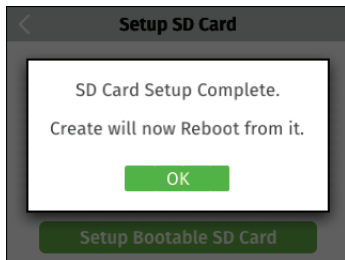 Setup SD Card
SD Card Setup Complete.
Create will now Reboot from it.
OK
Setup Bootable SD Card